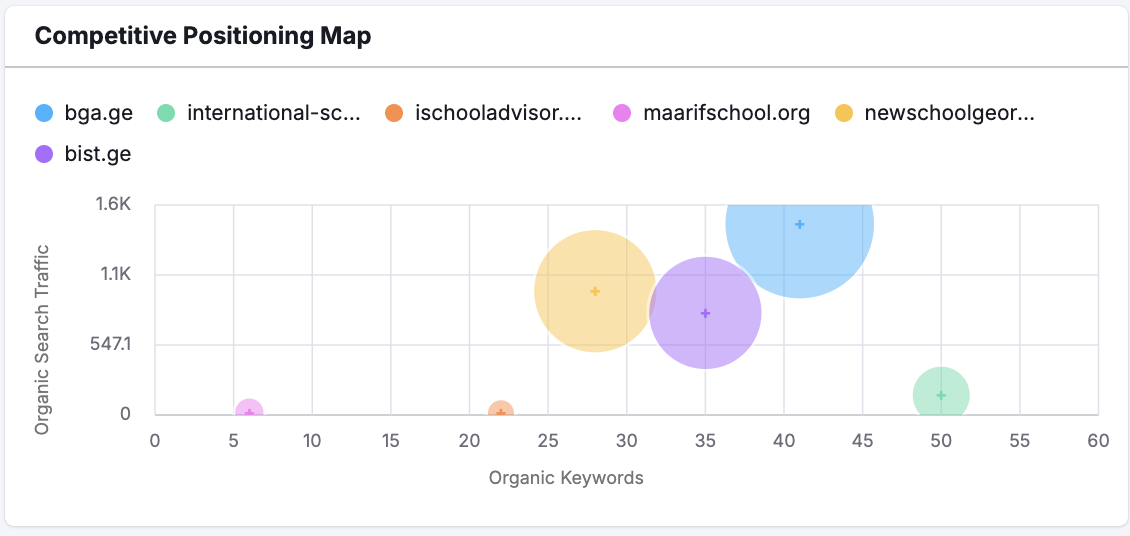 Competitive Positioning Map
bga.ge international-sc... ischooladvisor.... maarifschool.org newschoolgeor...
bist.ge
1.6K
1.1K
547.1
0
Organic Search Traffic
0 5 10 15 20 25 30 35 40 45 50 55 60
Organic Keywords